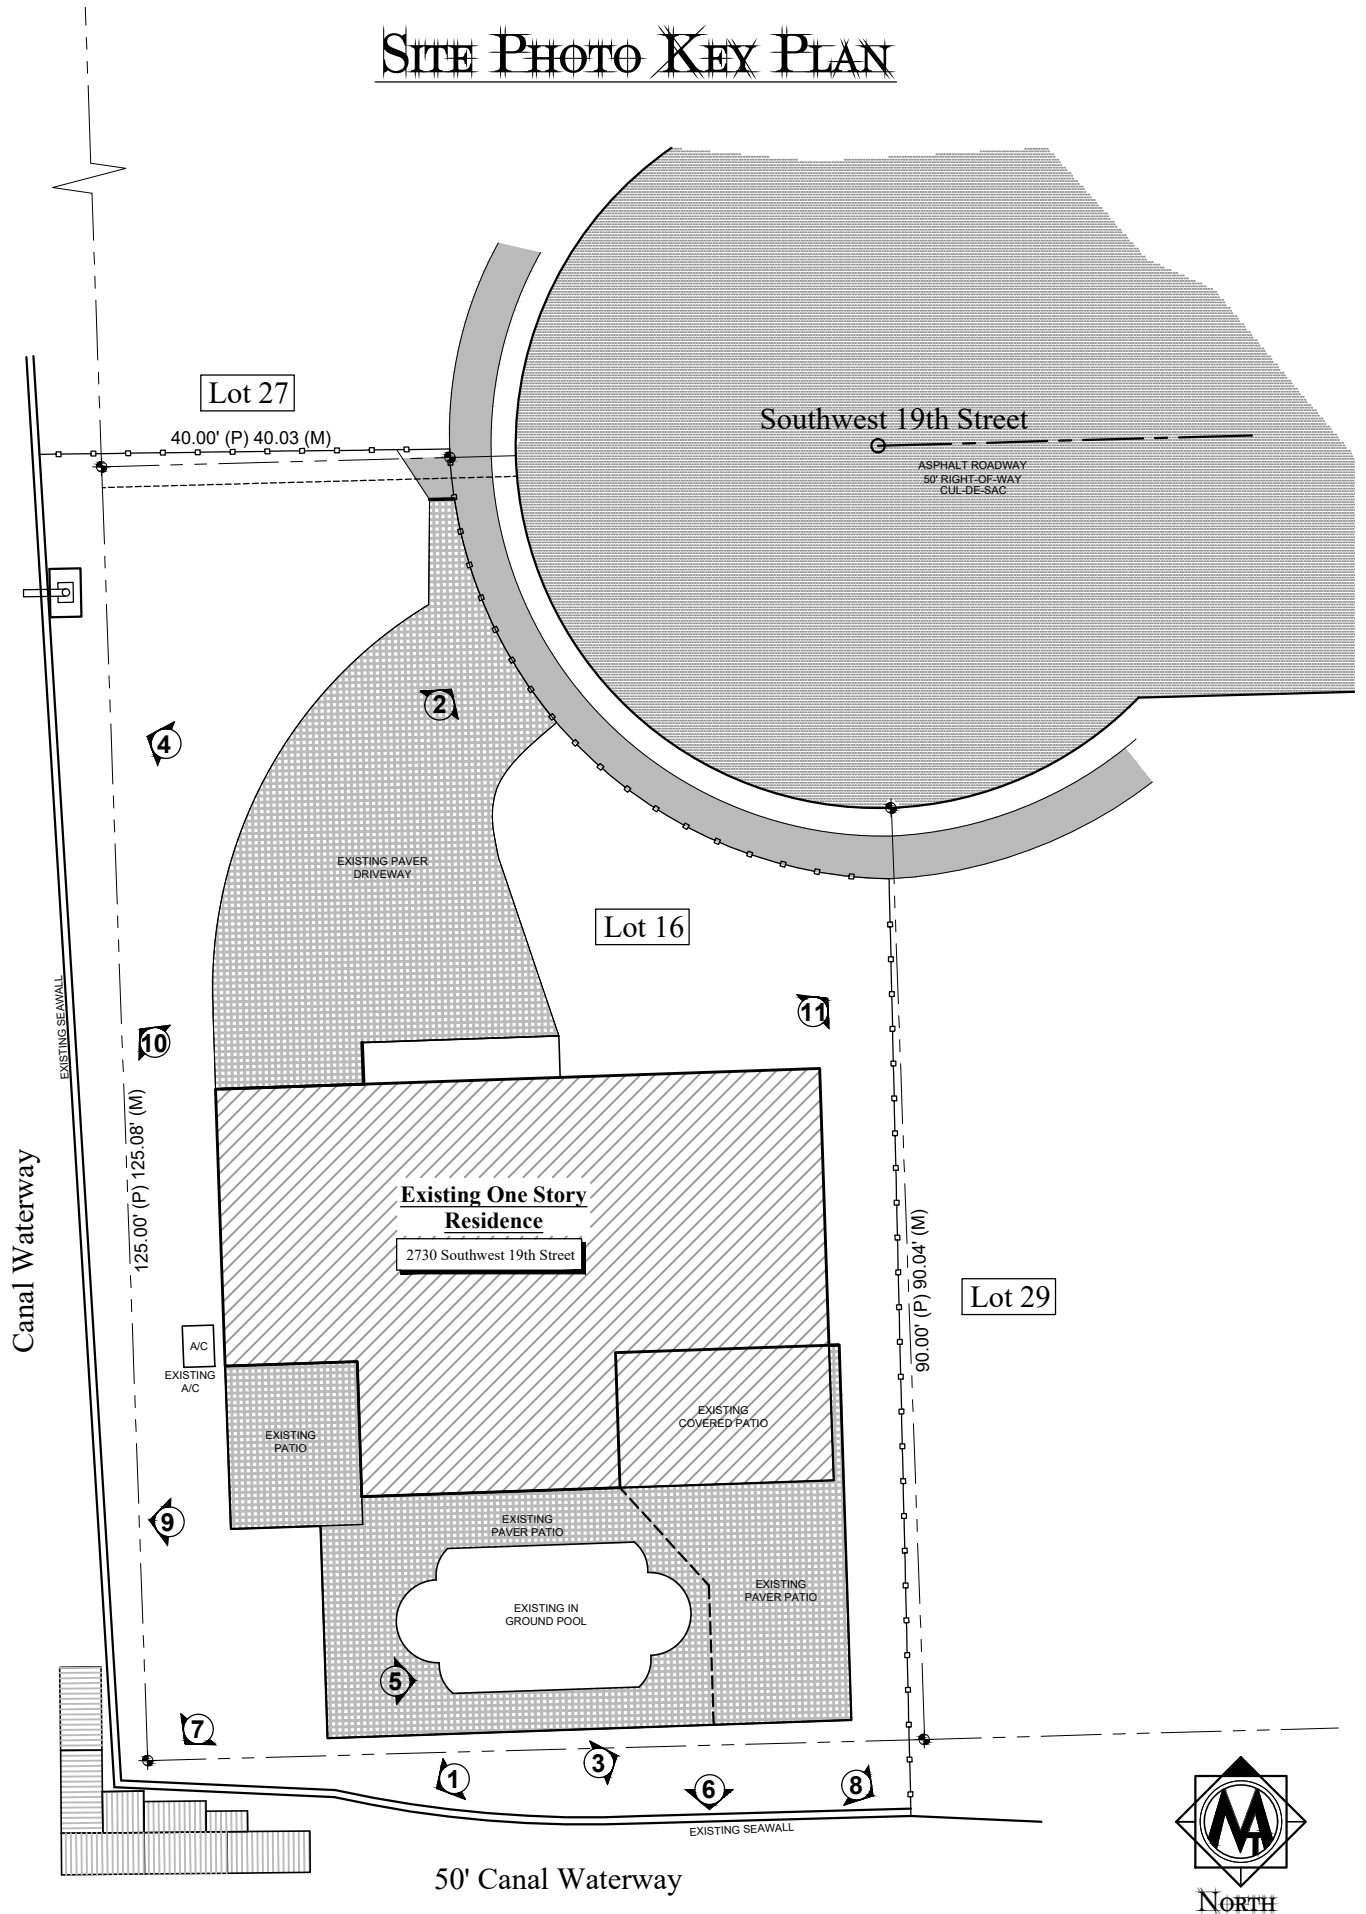 Site Photo Key Plan
Lot 27
40.00' (P) 40.03 (M)
Southwest 19th Street
ASPHALT ROADWAY
50' RIGHT-OF-WAY
CUL-DE-SAC
2
4
EXISTING PAVER
DRIVEWAY
Lot 16
EXISTING SEAWALL
11
10
125.00' (P) 125.08' (M)
Canal Waterway
Existing One Story
Residence
2730 Southwest 19th Street
90.00' (P) 90.04' (M)
Lot 29
A/C
EXISTING
A/C
EXISTING
COVERED PATIO
EXISTING
PATIO
9
EXISTING
PAVER PATIO
EXISTING
PAVER PATIO
EXISTING IN
GROUND POOL
5
7
3
1
6
8
EXISTING SEAWALL
50' Canal Waterway
MAT
North